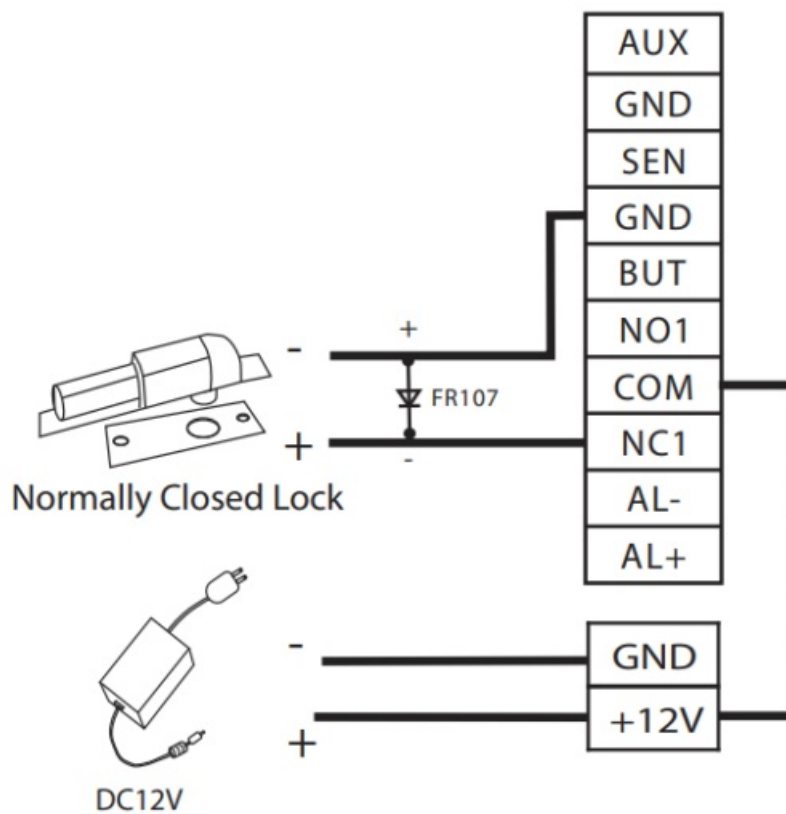 AUX
GND
SEN
GND
BUT
NO1
COM
NC1
AL-
AL+
-
+
FR107
+
-
Normally Closed Lock
-
GND
+
+12V
DC12V